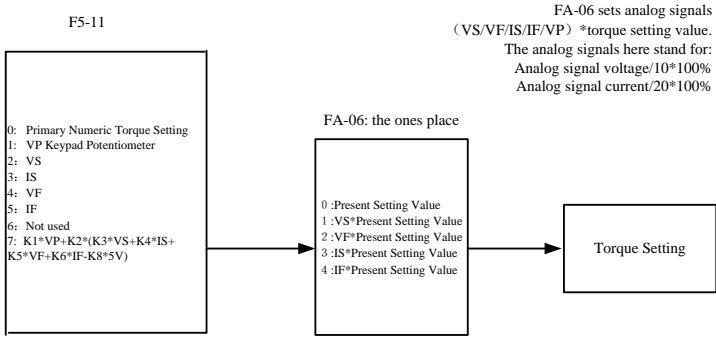 F5-11
FA-06 sets analog signals
（VS/VF/IS/IF/VP）*torque setting value.
The analog signals here stand for:
Analog signal voltage/10*100%
Analog signal current/20*100%
0: Primary Numeric Torque Setting
1: VP Keypad Potentiometer
2: VS
3: IS
4: VF
5: IF
6: Not used
7: K1*VP+K2*(K3*VS+K4*IS+
K5*VF+K6*IF-K8*5V)
FA-06: the ones place
0 :Present Setting Value
1 :VS*Present Setting Value
2 :VF*Present Setting Value
3 :IS*Present Setting Value
4 :IF*Present Setting Value
Torque Setting